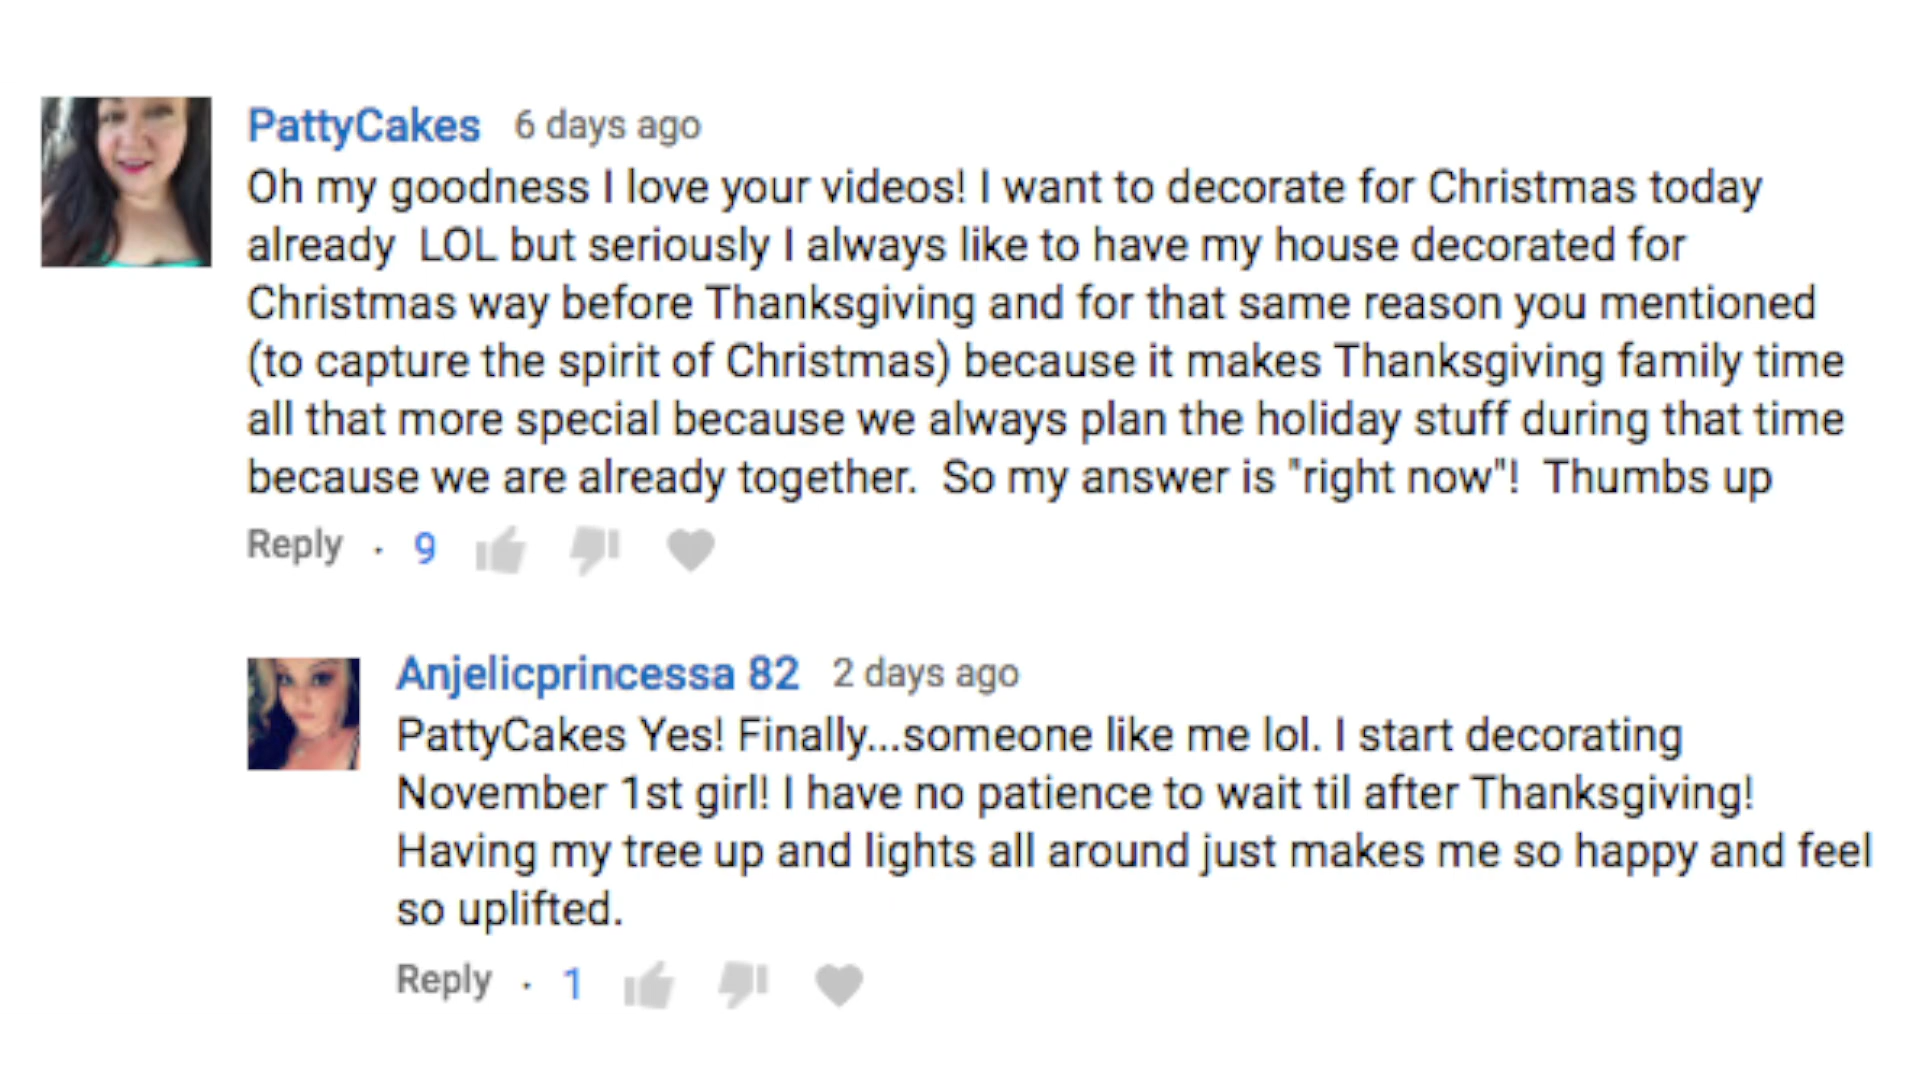 PattyCakes 6 days ago
Oh my goodness I love your videos! I want to decorate for Christmas today
already  LOL but seriously I always like to have my house decorated for
Christmas way before Thanksgiving and for that same reason you mentioned
(to capture the spirit of Christmas) because it makes Thanksgiving family time
all that more special because we always plan the holiday stuff during that time
because we are already together.  So my answer is "right now"!  Thumbs up
Reply · 9
Anjelicprincessa 82 2 days ago
PattyCakes Yes! Finally...someone like me lol. I start decorating
November 1st girl! I have no patience to wait til after Thanksgiving!
Having my tree up and lights all around just makes me so happy and feel
so uplifted.
Reply · 1